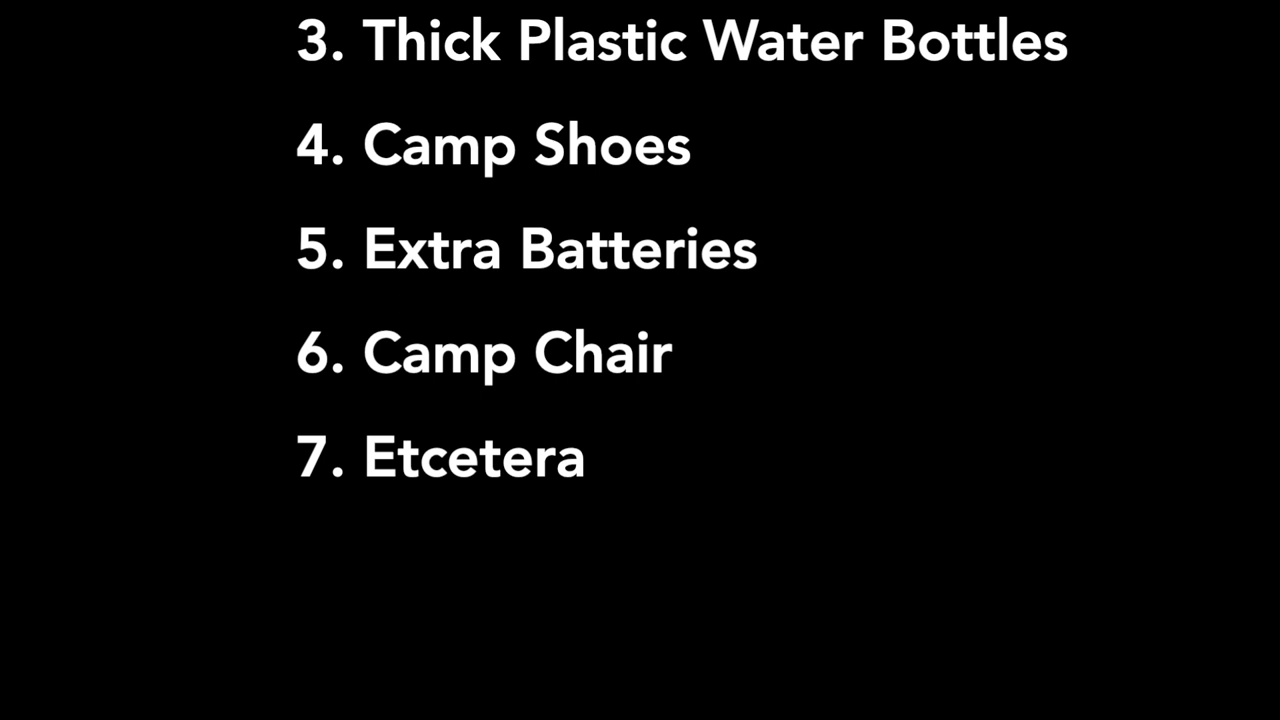 3. Thick Plastic Water Bottles
4. Camp Shoes
5. Extra Batteries
6. Camp Chair
7. Etcetera